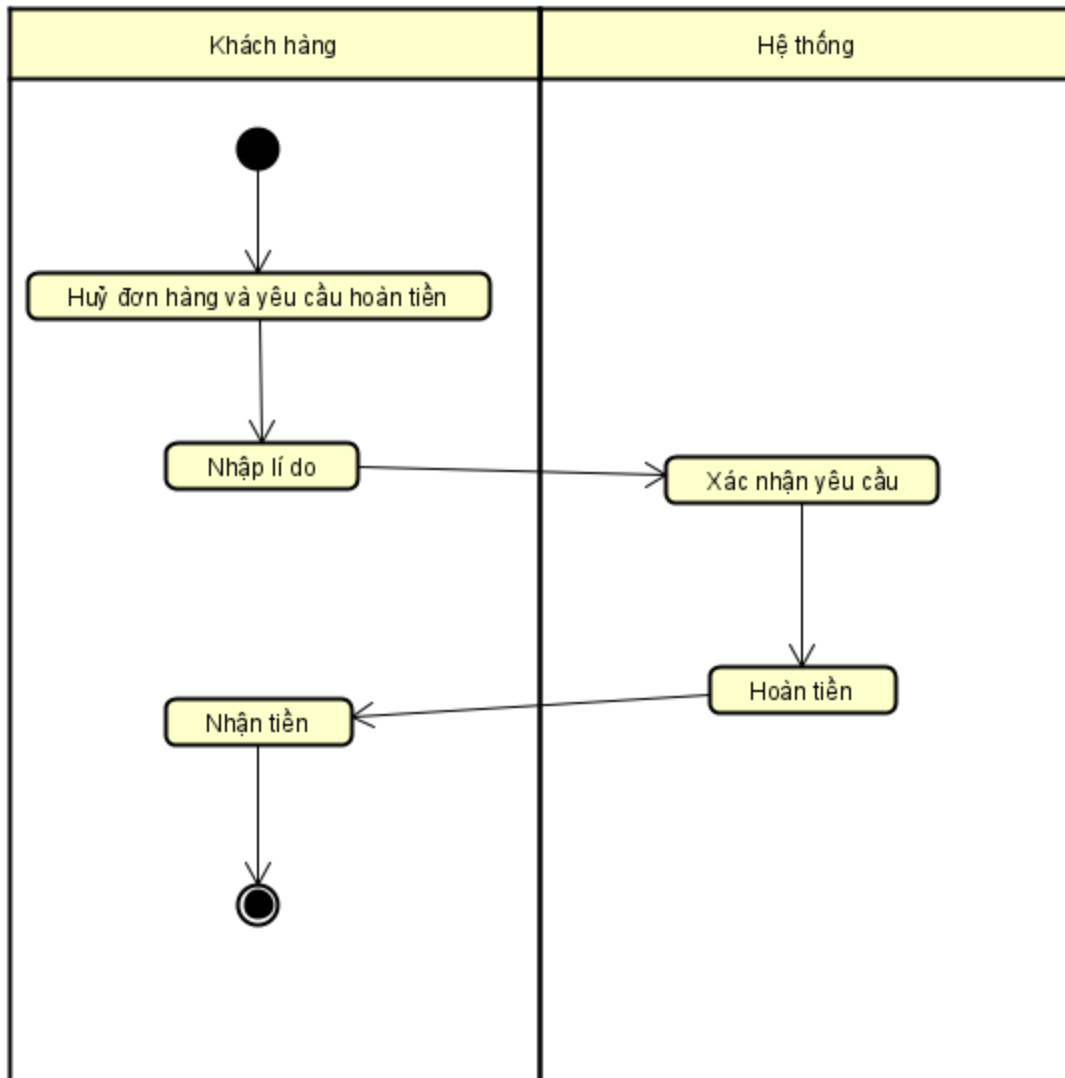 Khách hàng
Hệ thống
Huỷ đơn hàng và yêu cầu hoàn tiền
Nhập lí do
Xác nhận yêu cầu
Hoàn tiền
Nhận tiền